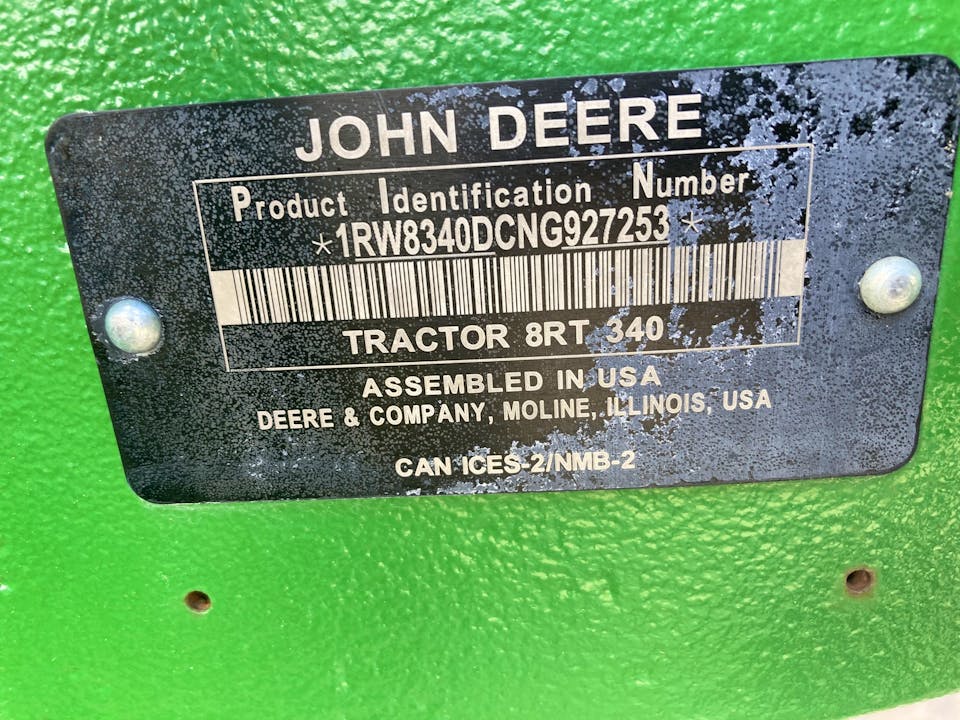 JOHN DEERE
Product Identification Number
*1RW8340DCNG927253*
TRACTOR 8RT 340
ASSEMBLED IN USA
DEERE & COMPANY, MOLINE, ILLINOIS, USA
CAN ICES-2/NMB-2